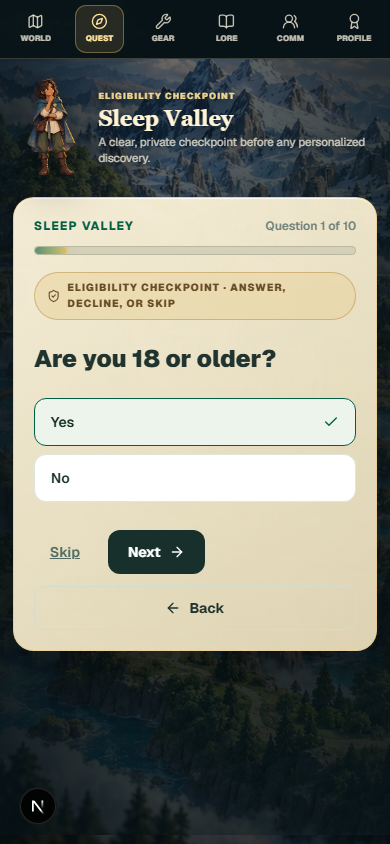 WORLD
QUEST
GEAR
LORE
COMM
PROFILE
ELIGIBILITY CHECKPOINT
Sleep Valley
A clear, private checkpoint before any personalized
discovery.
SLEEP VALLEY
Question 1 of 10
ELIGIBILITY CHECKPOINT · ANSWER,
DECLINE, OR SKIP
Are you 18 or older?
Yes
No
Skip
Next
Back
N